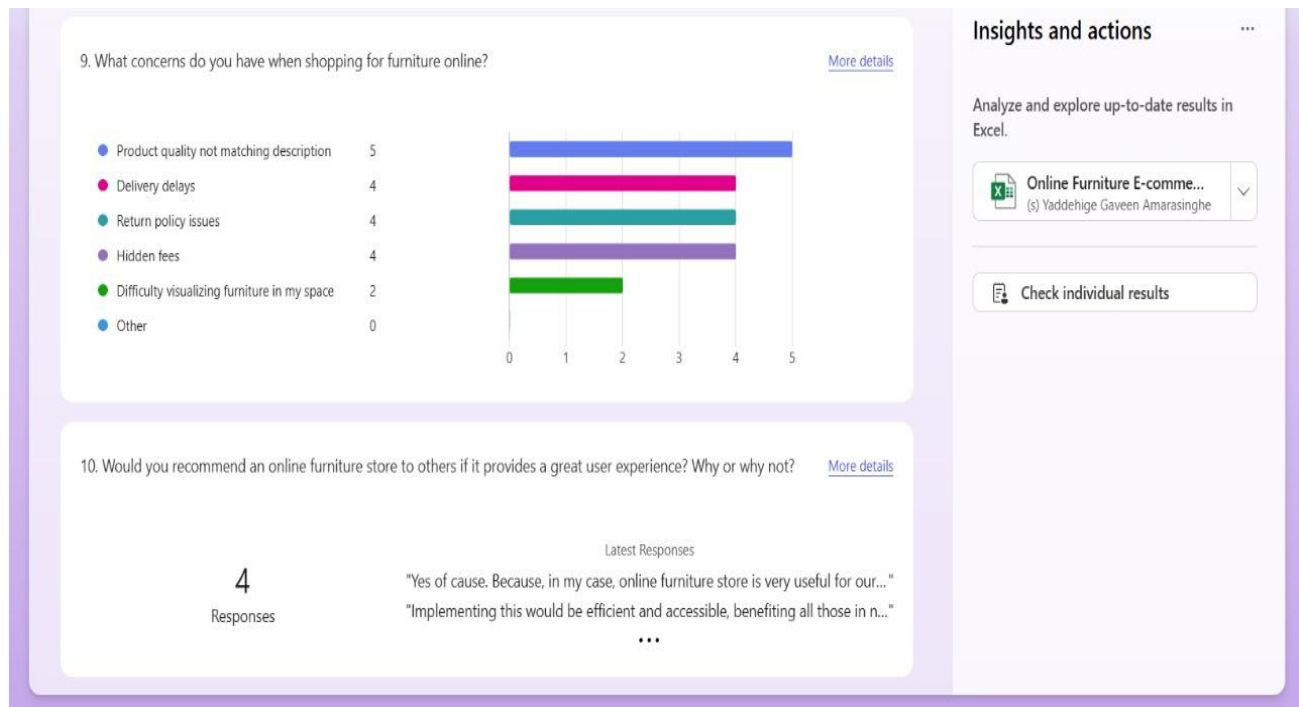 9. What concerns do you have when shopping for furniture online?
More details
Product quality not matching description 5
Delivery delays 4
Return policy issues 4
Hidden fees 4
Difficulty visualizing furniture in my space 2
Other 0
0 1 2 3 4 5
10. Would you recommend an online furniture store to others if it provides a great user experience? Why or why not?
More details
4
Responses
Latest Responses
"Yes of cause. Because, in my case, online furniture store is very useful for our..."
"Implementing this would be efficient and accessible, benefiting all those in n..."
...
Insights and actions ...
Analyze and explore up-to-date results in
Excel.
Online Furniture E-comme...
(s) Yaddehige Gaveen Amarasinghe
Check individual results